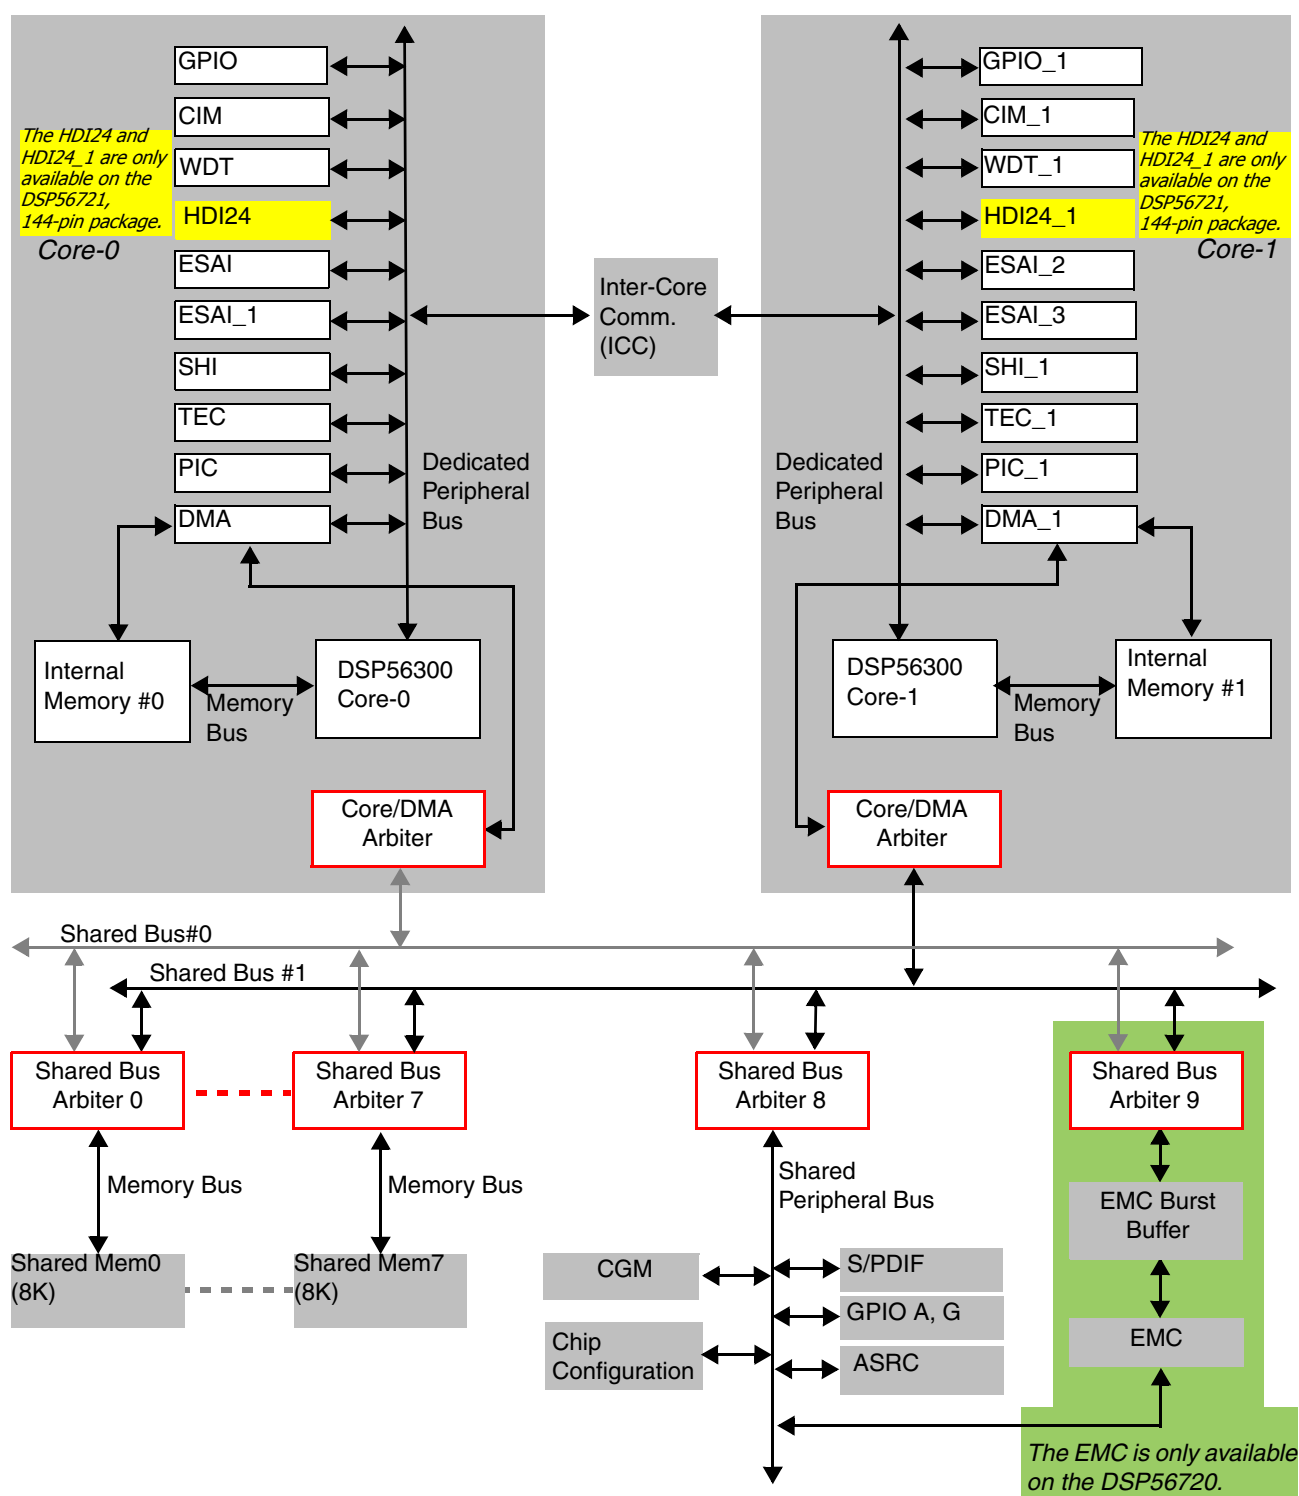 GPIO
CIM
The HDI24 and
HDI24_1 are only
available on the
DSP56721,
144-pin package.
WDT
HDI24
Core-0
ESAI
ESAI_1
SHI
TEC
PIC
DMA
Dedicated
Peripheral
Bus
Internal
Memory #0
Memory
Bus
DSP56300
Core-0
Core/DMA
Arbiter
Inter-Core
Comm.
(ICC)
GPIO_1
CIM_1
WDT_1
HDI24_1
The HDI24 and
HDI24_1 are only
available on the
DSP56721,
144-pin package.
Core-1
ESAI_2
ESAI_3
SHI_1
TEC_1
PIC_1
DMA_1
Dedicated
Peripheral
Bus
DSP56300
Core-1
Memory
Bus
Internal
Memory #1
Core/DMA
Arbiter
Shared Bus#0
Shared Bus #1
Shared Bus
Arbiter 0
Shared Bus
Arbiter 7
Shared Bus
Arbiter 8
Shared Bus
Arbiter 9
Memory Bus
Memory Bus
Shared
Peripheral Bus
EMC Burst
Buffer
Shared Mem0
(8K)
Shared Mem7
(8K)
CGM
S/PDIF
GPIO A, G
Chip
Configuration
ASRC
EMC
The EMC is only available
on the DSP56720.